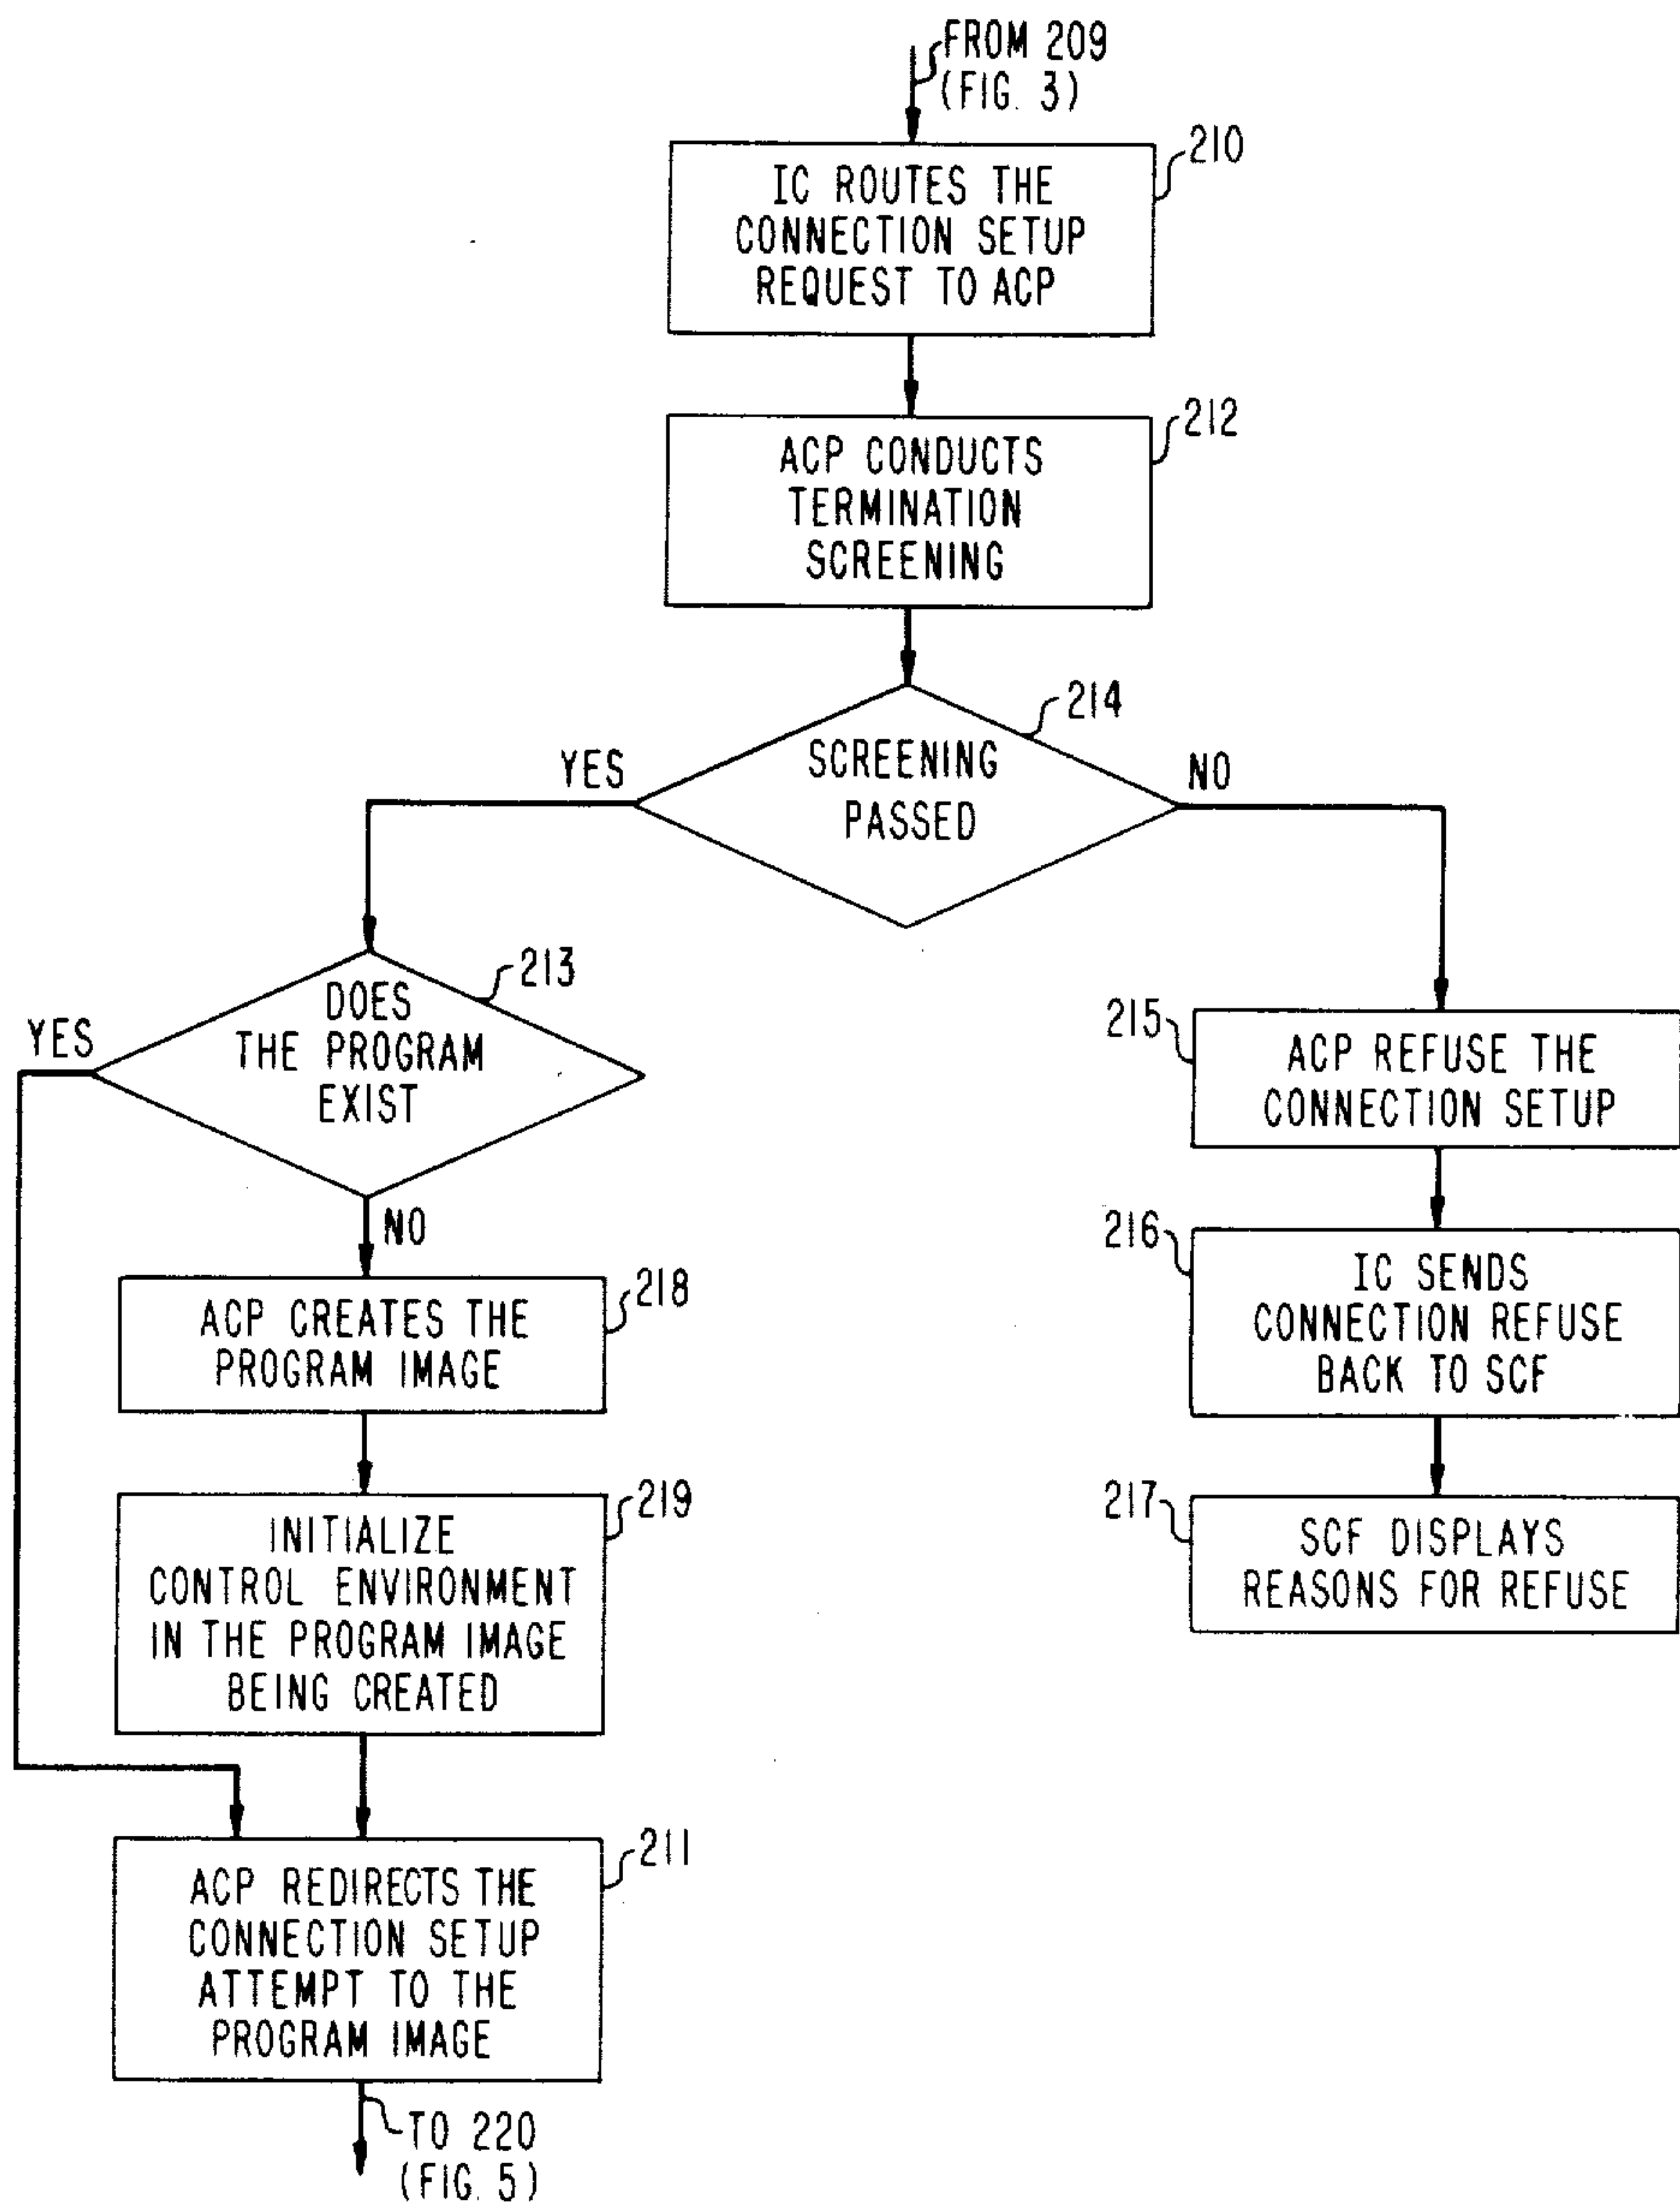 FROM 209
(FIG. 3)
210
IC ROUTES THE
CONNECTION SETUP
REQUEST TO ACP
212
ACP CONDUCTS
TERMINATION
SCREENING
214
SCREENING
PASSED
YES
NO
213
DOES
THE PROGRAM
EXIST
YES
NO
215
ACP REFUSE THE
CONNECTION SETUP
216
IC SENDS
CONNECTION REFUSE
BACK TO SCF
217
SCF DISPLAYS
REASONS FOR REFUSE
218
ACP CREATES THE
PROGRAM IMAGE
219
INITIALIZE
CONTROL ENVIRONMENT
IN THE PROGRAM IMAGE
BEING CREATED
211
ACP REDIRECTS THE
CONNECTION SETUP
ATTEMPT TO THE
PROGRAM IMAGE
TO 220
(FIG. 5)